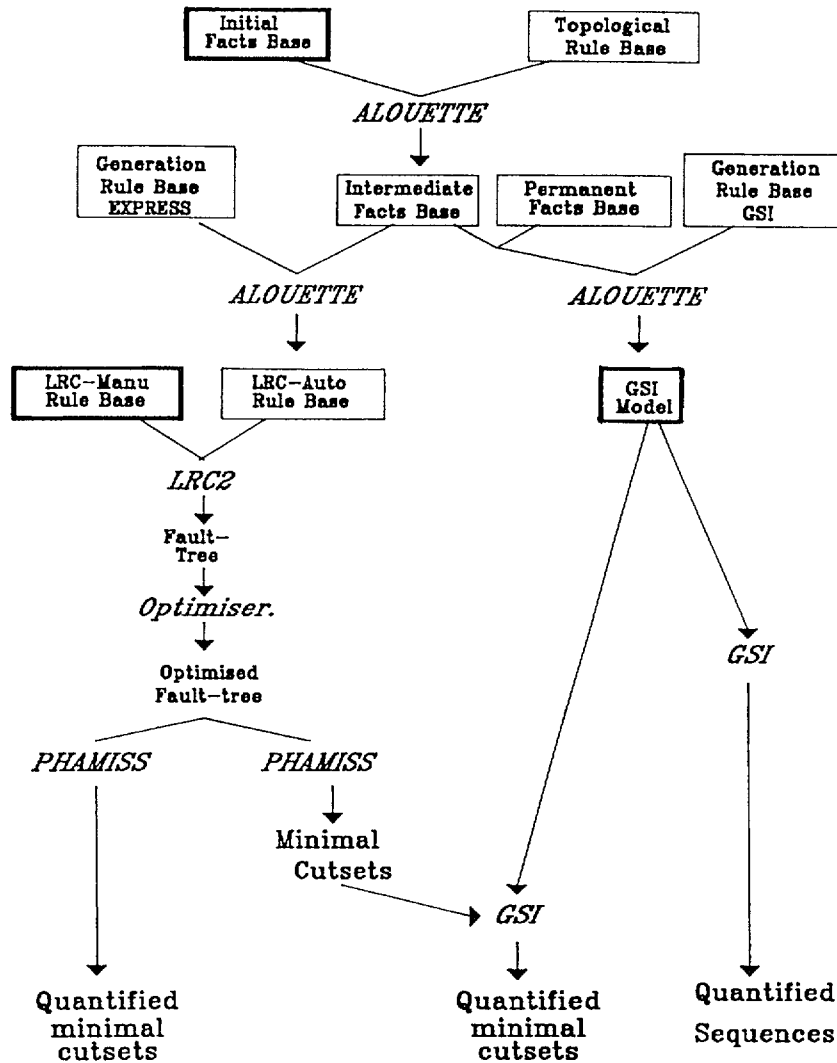 Initial
Facts Base
Topological
Rule Base
ALOUETTE
Generation
Rule Base
EXPRESS
Intermediate
Facts Base
Permanent
Facts Base
Generation
Rule Base
GSI
ALOUETTE
ALOUETTE
LRC-Manu
Rule Base
LRC-Auto
Rule Base
GSI
Model
LRC2
Fault-
Tree
Optimiser.
GSI
Optimised
Fault-tree
PHAMISS
PHAMISS
Minimal
Cutsets
GSI
Quantified
minimal
cutsets
Quantified
minimal
cutsets
Quantified
Sequences